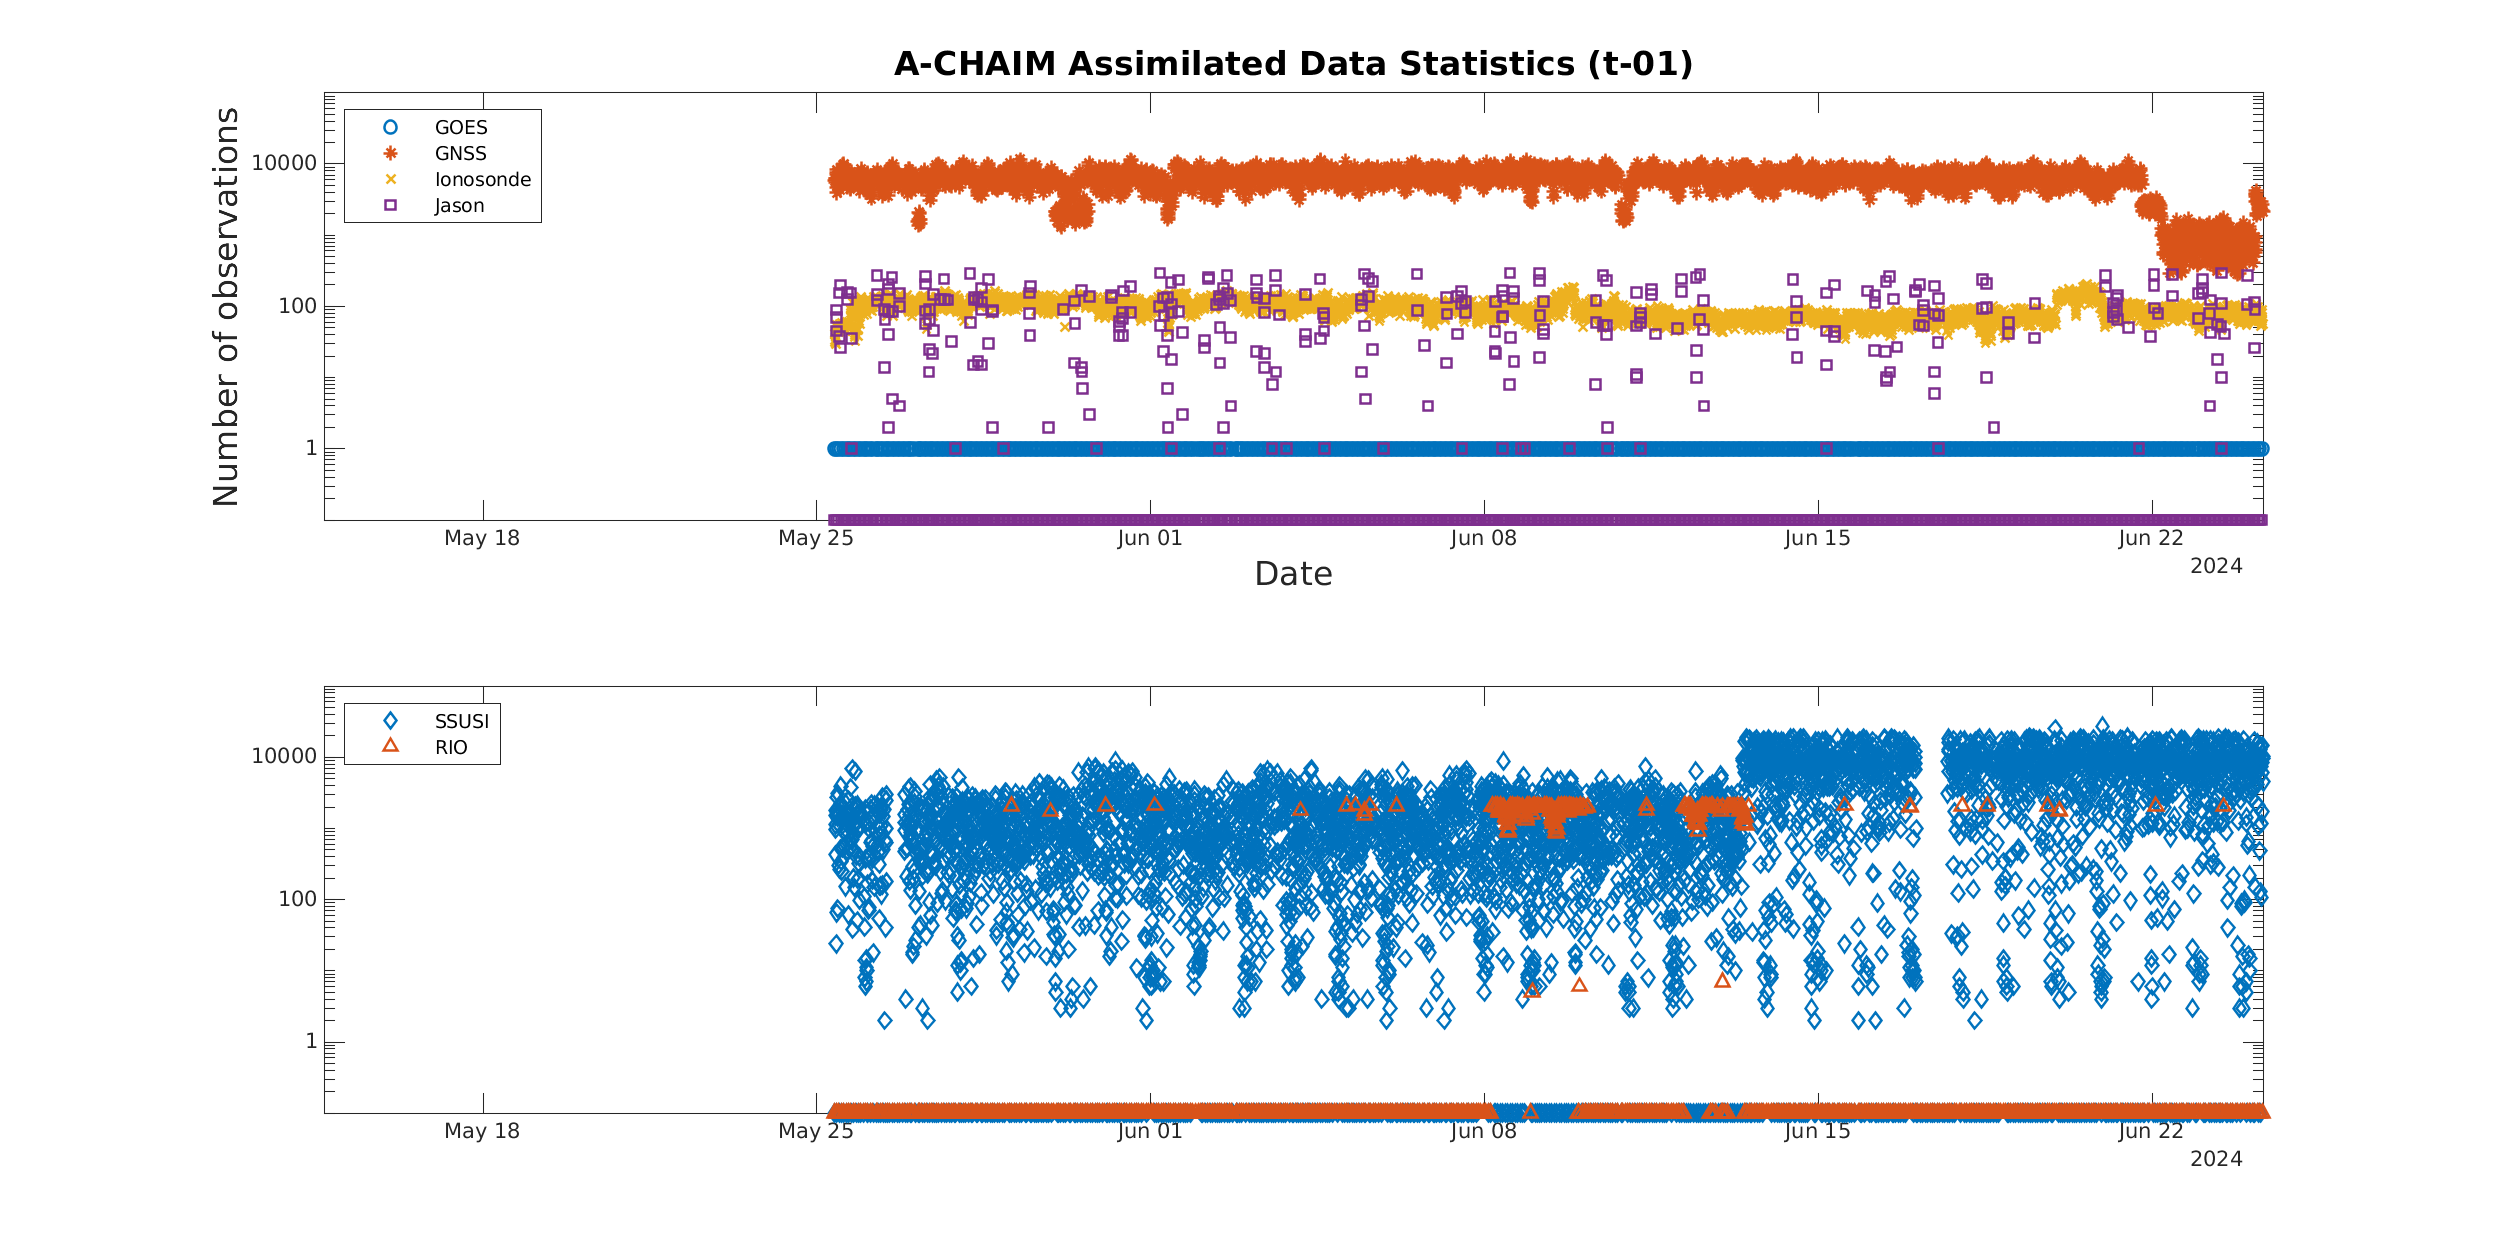 A-CHAIM Assimilated Data Statistics (t-01)
Number of observations
10000
100
1
GOES
GNSS
Ionosonde
Jason
May 18
May 25
Jun 01
Jun 08
Jun 15
Jun 22
2024
Date
10000
100
1
SSUSI
RIO
May 18
May 25
Jun 01
Jun 08
Jun 15
Jun 22
2024